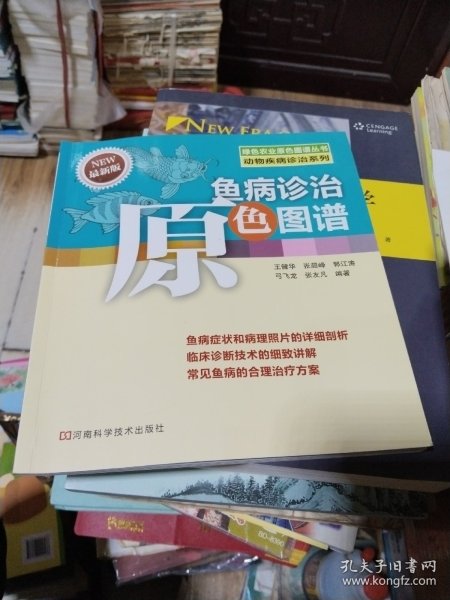 NEW
最新版
绿色农业原色图谱丛书
动物疾病诊治系列
鱼病诊治
原色图谱
王健华 张超峰 郭江涛
弓飞龙 张友凡 编著
鱼病症状和病理照片的详细剖析
临床诊断技术的细致讲解
常见鱼病的合理治疗方案
河南科学技术出版社
CENGAGE
Learning
著
孔夫子旧书网
www.kongfz.com